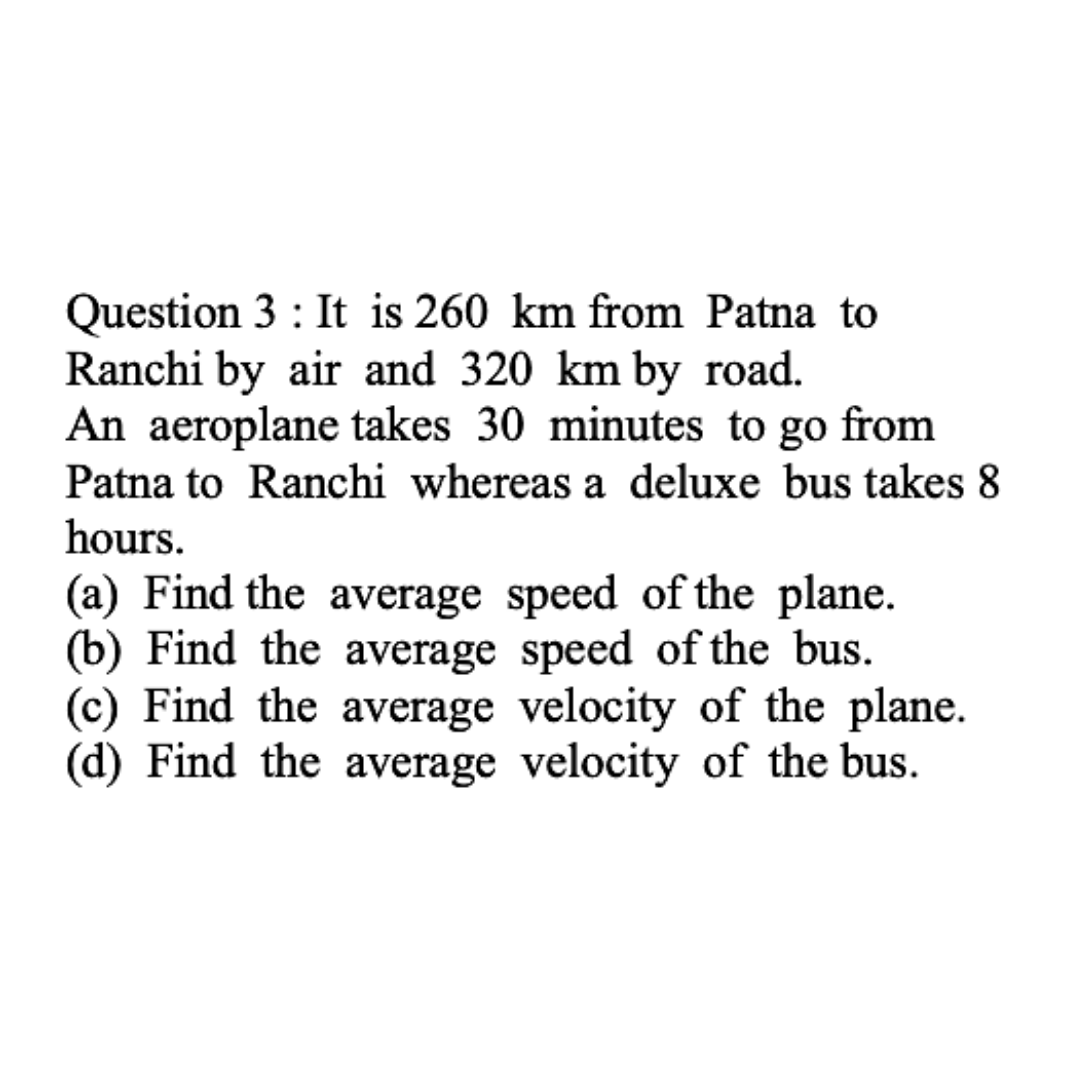 Question 3 : It is 260 km from Patna to
Ranchi by air and 320 km by road.
An aeroplane takes 30 minutes to go from
Patna to Ranchi whereas a deluxe bus takes 8
hours.
(a) Find the average speed of the plane.
(b) Find the average speed of the bus.
(c) Find the average velocity of the plane.
(d) Find the average velocity of the bus.